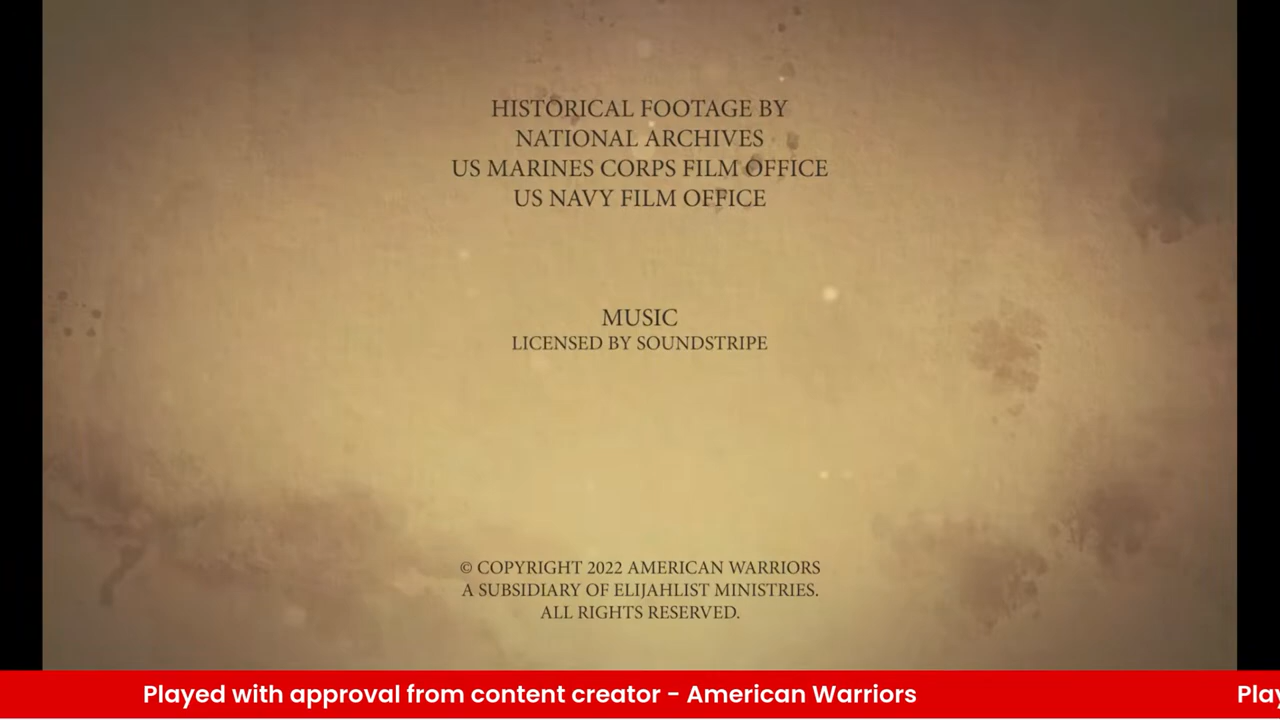 HISTORICAL FOOTAGE BY
NATIONAL ARCHIVES
US MARINES CORPS FILM OFFICE
US NAVY FILM OFFICE
MUSIC
LICENSED BY SOUNDSTRIPE
© COPYRIGHT 2022 AMERICAN WARRIORS
A SUBSIDIARY OF ELIJAHLIST MINISTRIES.
ALL RIGHTS RESERVED.
Played with approval from content creator - American Warriors